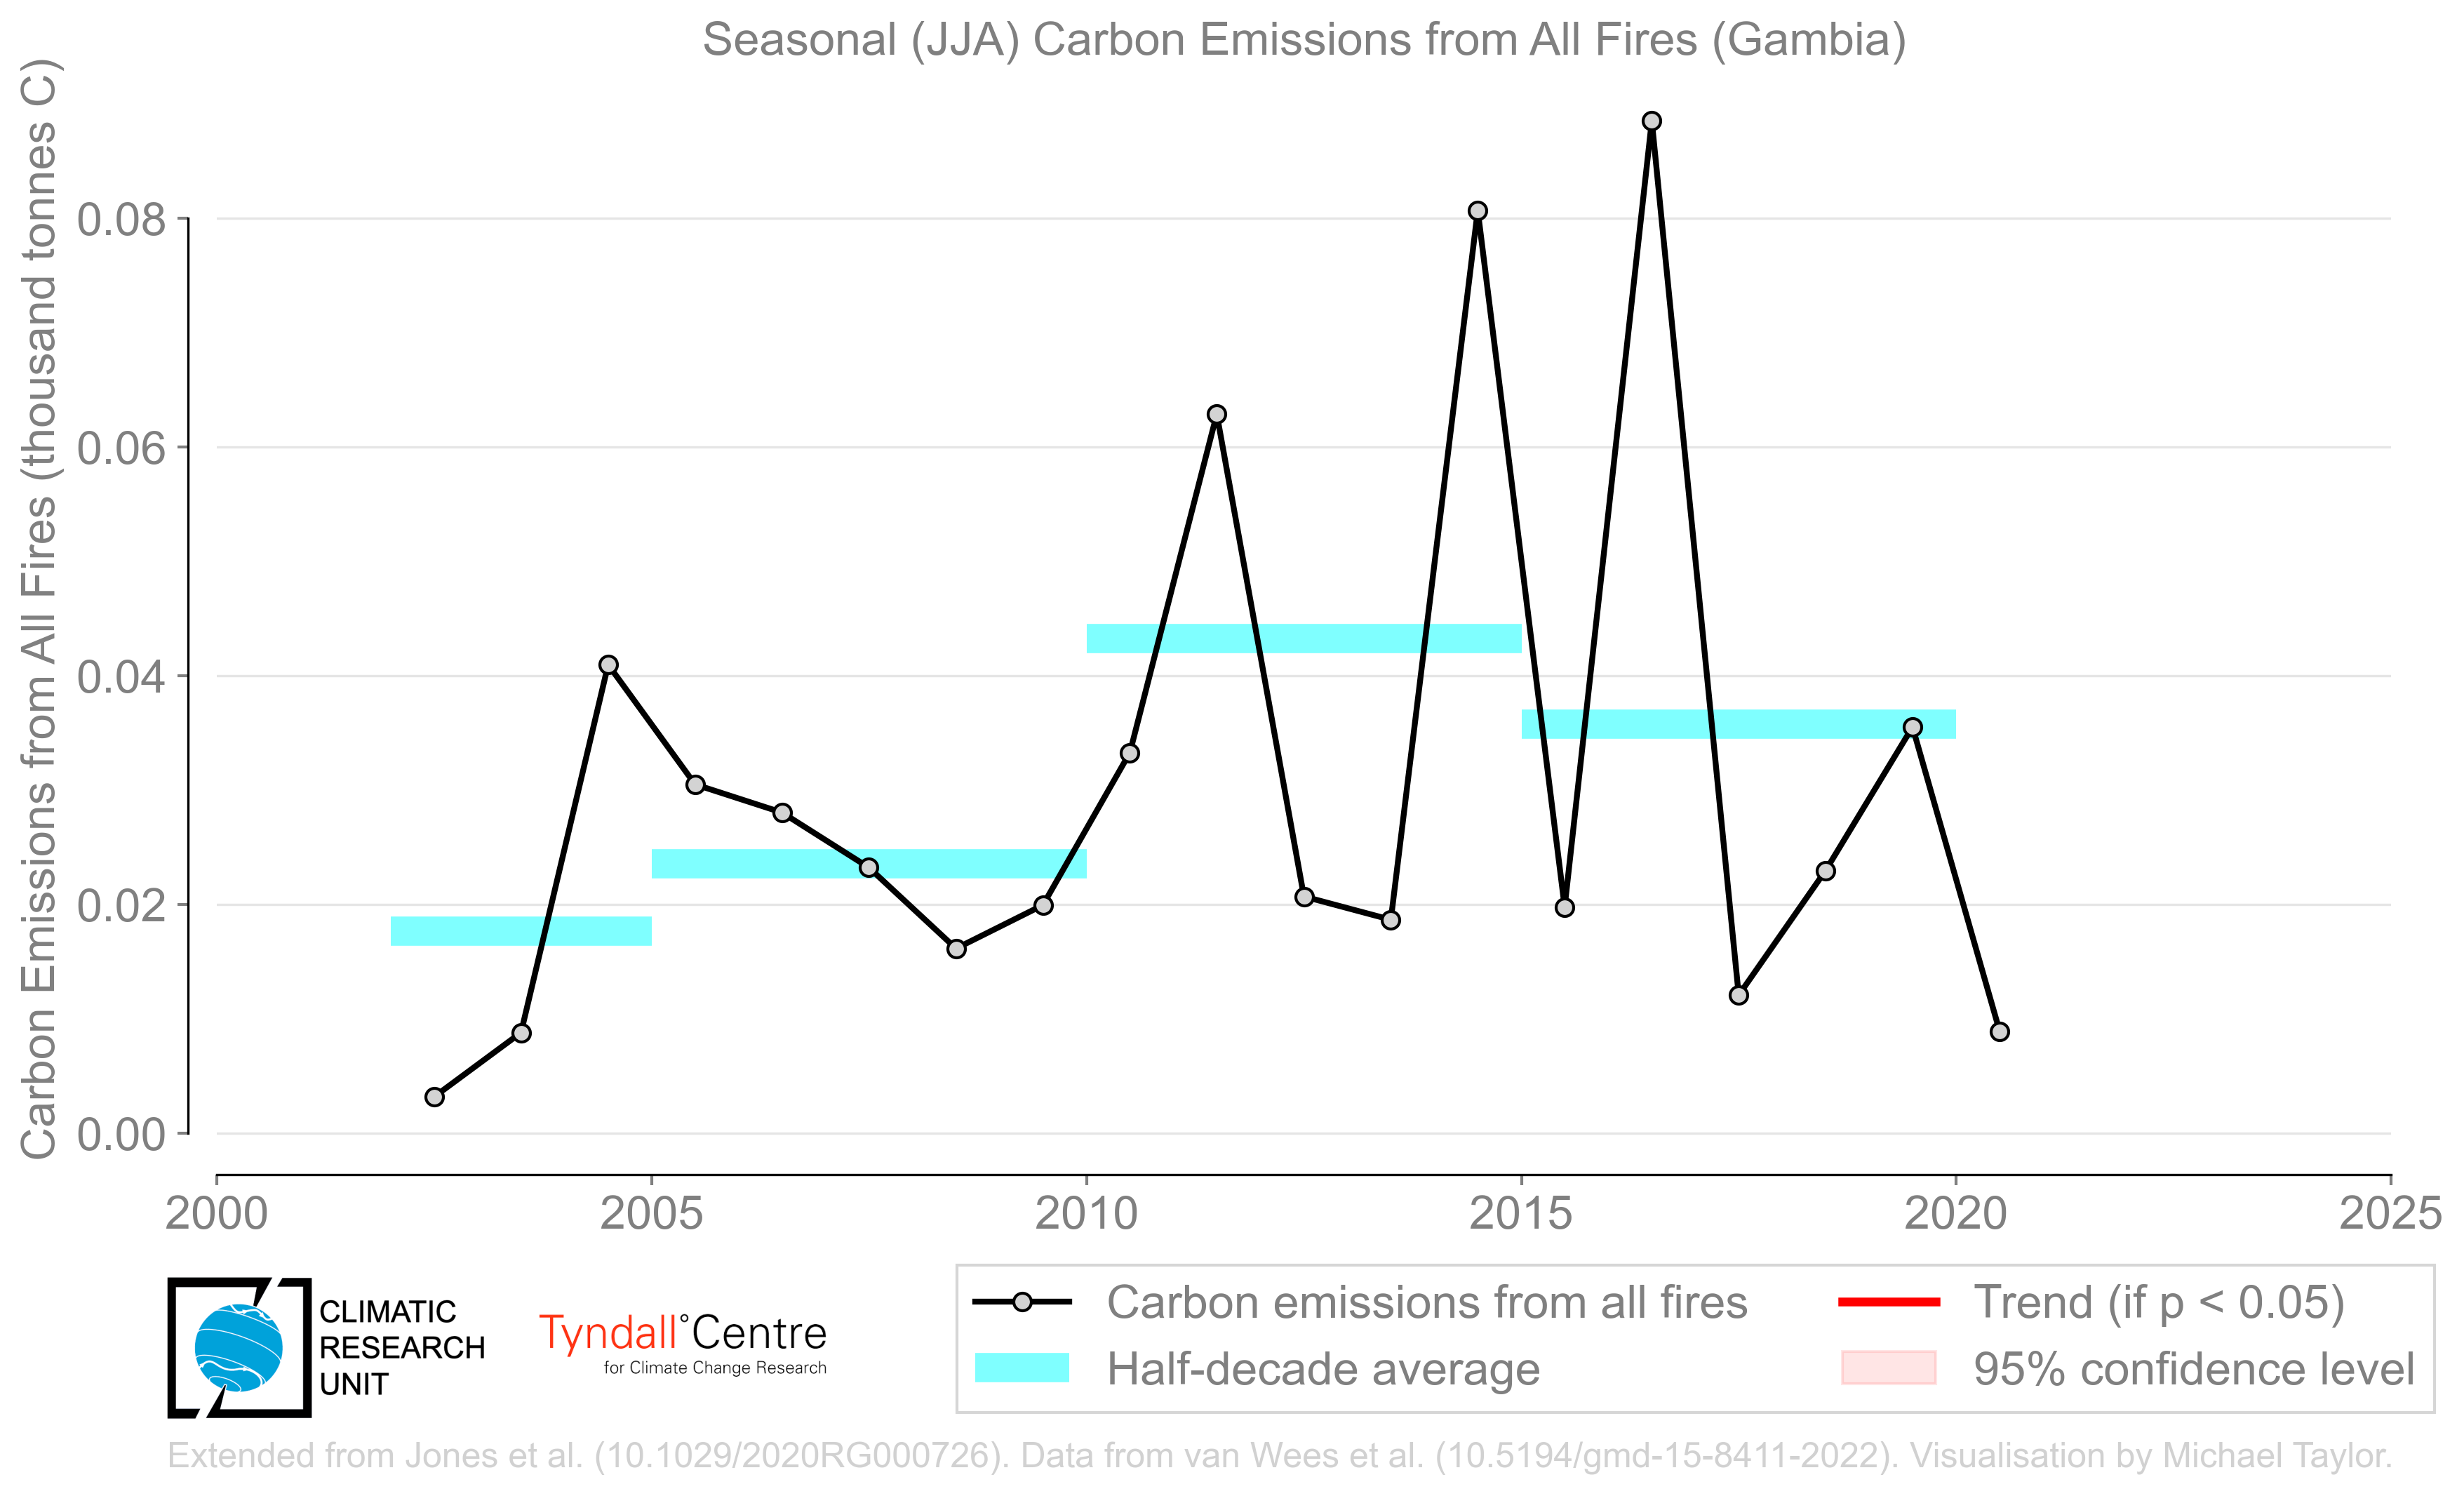 Seasonal (JJA) Carbon Emissions from All Fires (Gambia)
Carbon Emissions from All Fires (thousand tonnes C)
0.08
0.06
0.04
0.02
0.00
2000
2005
2010
2015
2020
2025
CLIMATIC
RESEARCH
UNIT
Tyndall°Centre
for Climate Change Research
Carbon emissions from all fires
Half-decade average
Trend (if p < 0.05)
95% confidence level
Extended from Jones et al. (10.1029/2020RG000726). Data from van Wees et al. (10.5194/gmd-15-8411-2022). Visualisation by Michael Taylor.